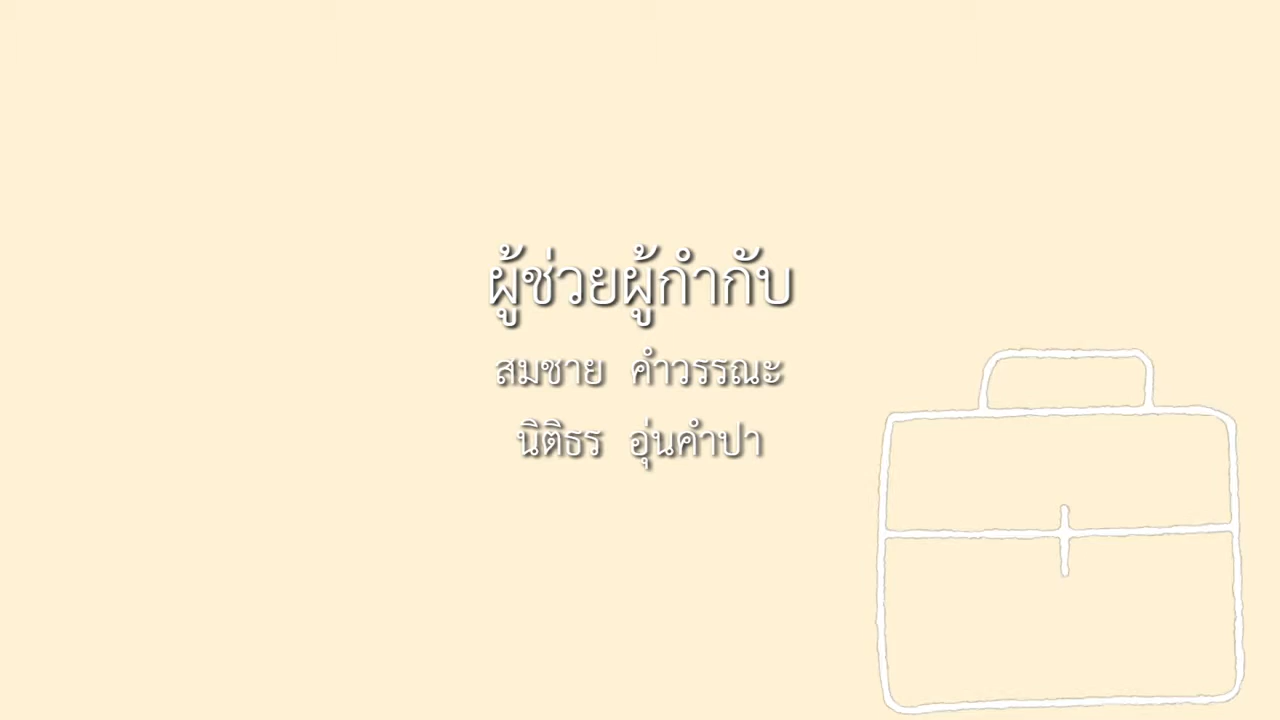 ผู้ช่วยผู้กำกับ
สมชาย คำวรรณะ
นิติธร อุ่นคำปา